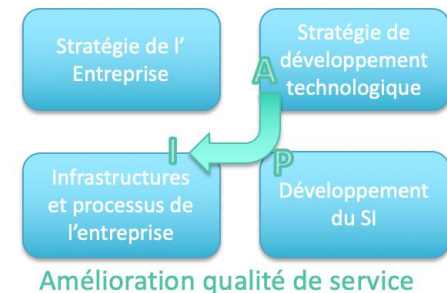 Stratégie de l’
Entreprise
Stratégie de
développement
technologique
A
I
P
Infrastructures
et processus de
l’entreprise
Développement
du SI
Amélioration qualité de service